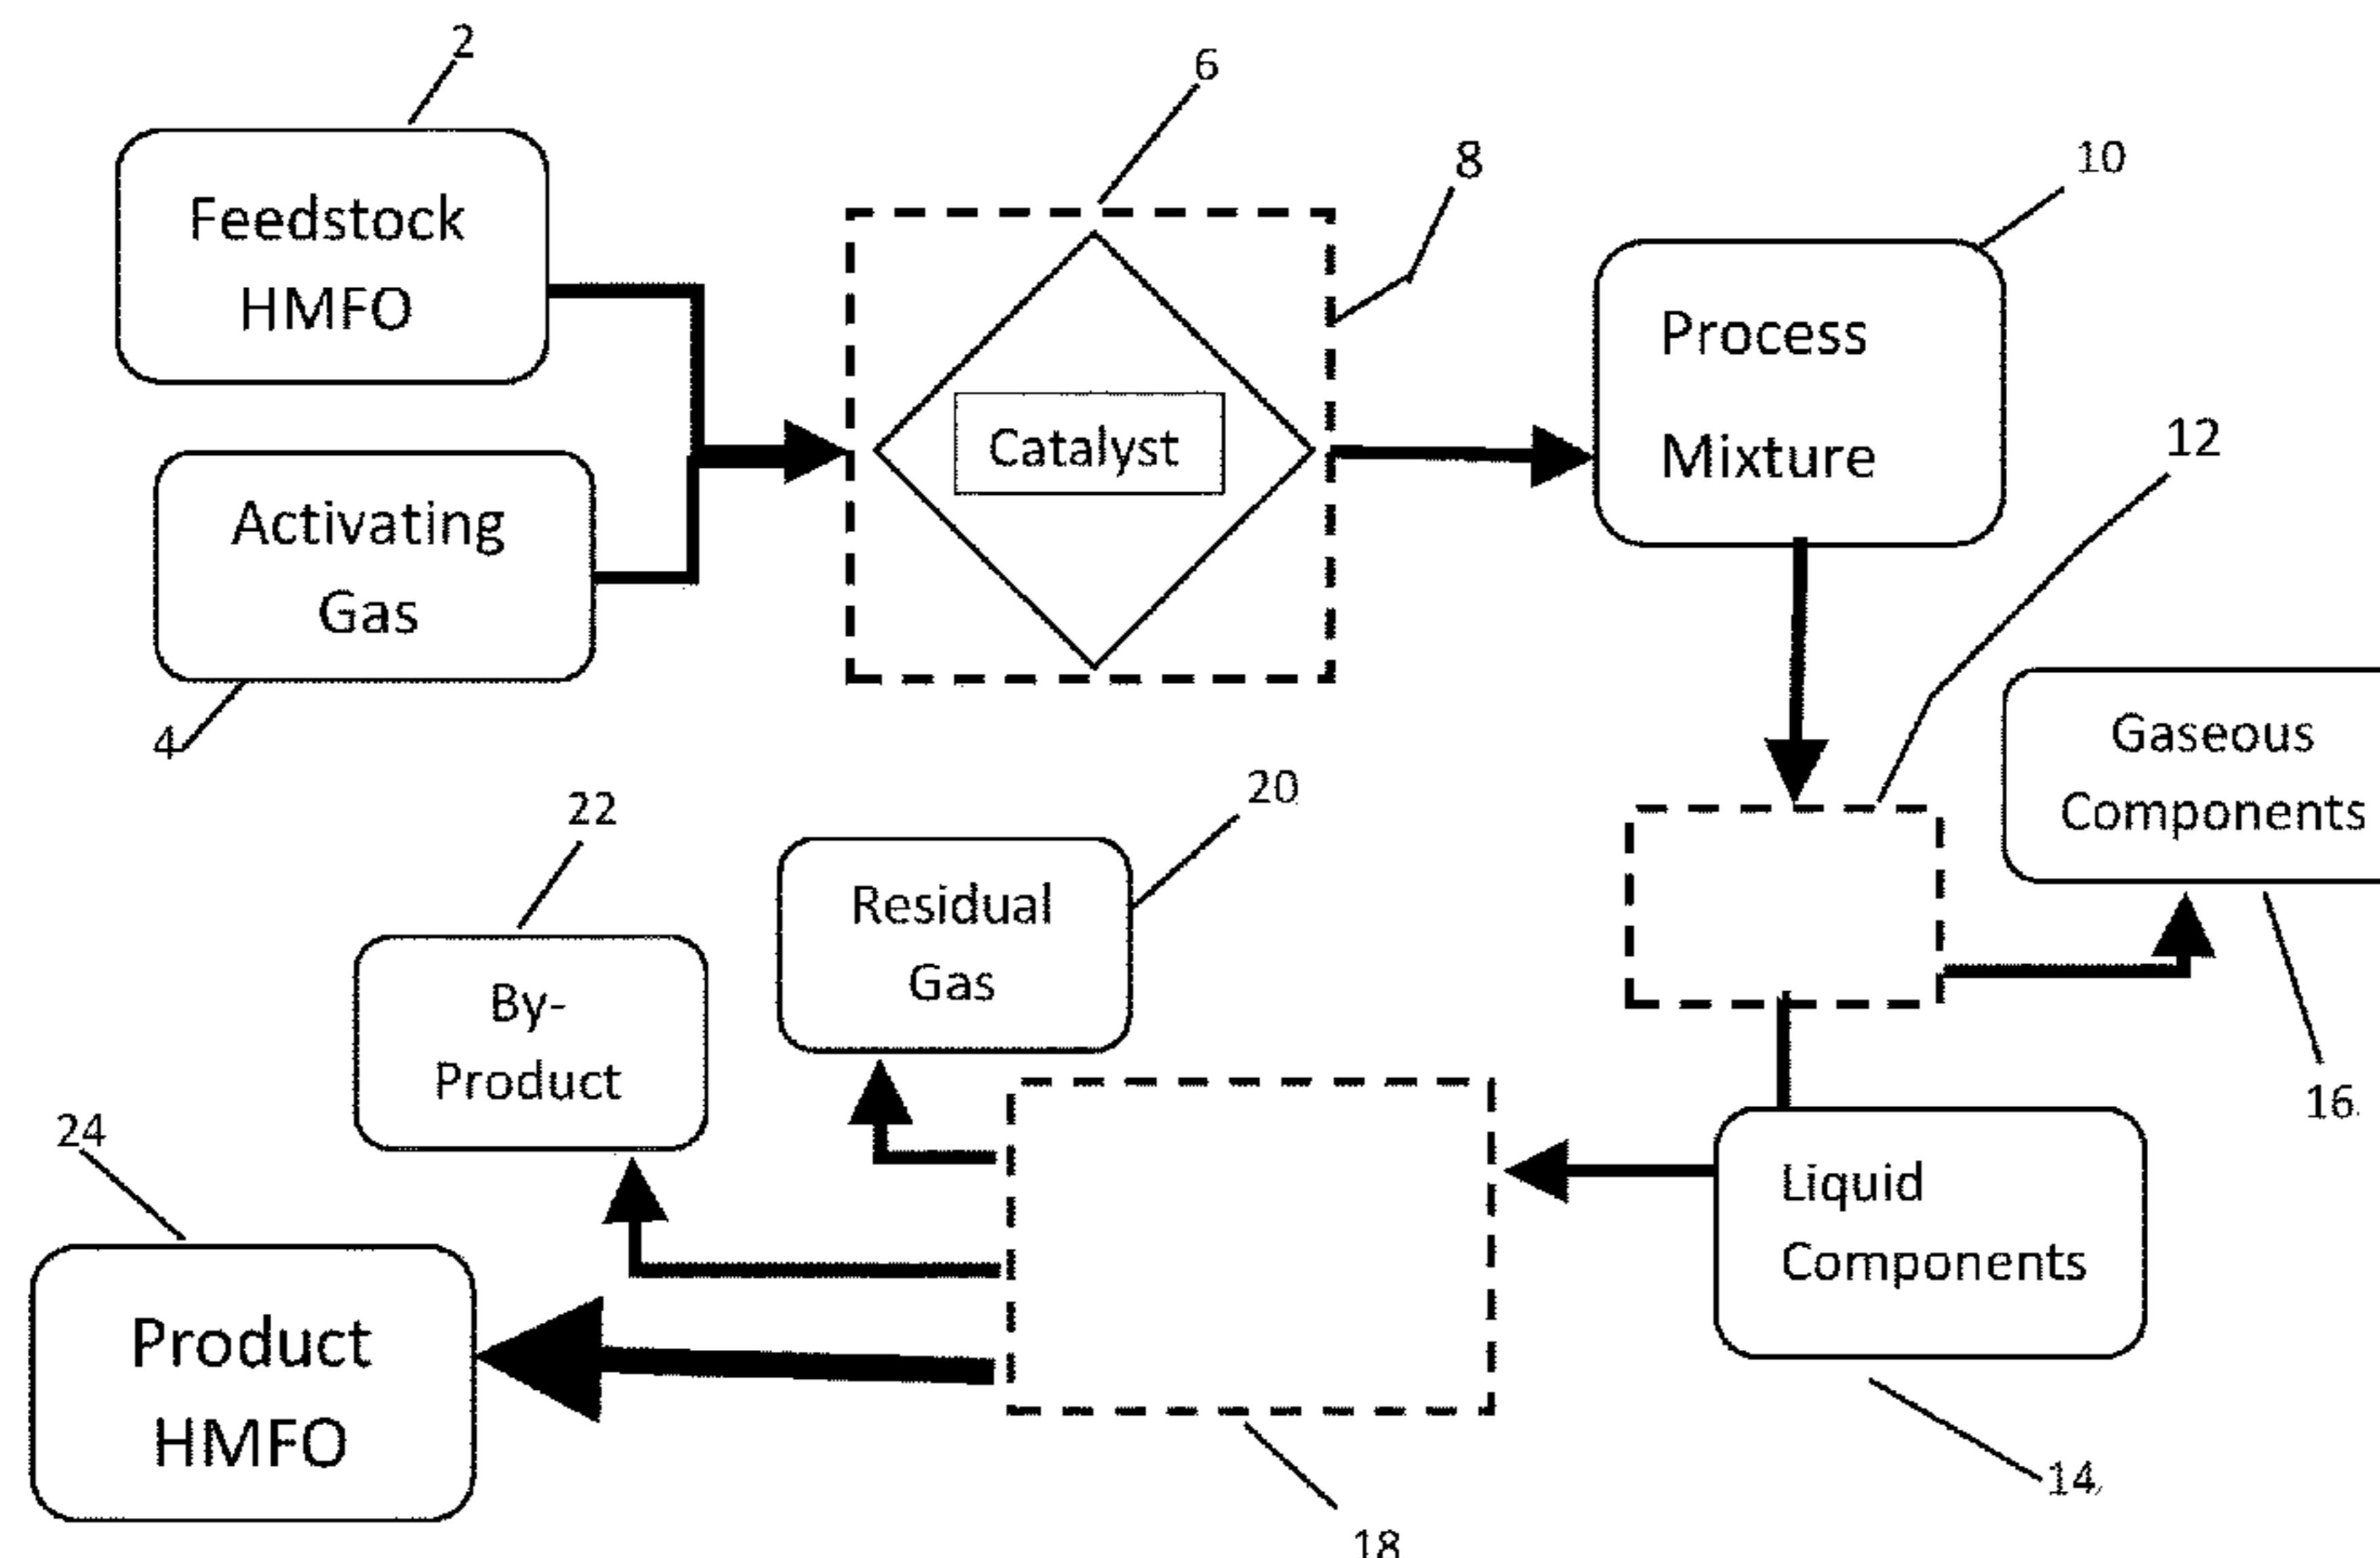 2
6
8
10
Feedstock
HMFO
Process
Mixture
Catalyst
12
Activating
Gas
4
Gaseous
Components
20
22
Residual
Gas
By-
Product
16
24
Liquid
Components
Product
HMFO
14
18